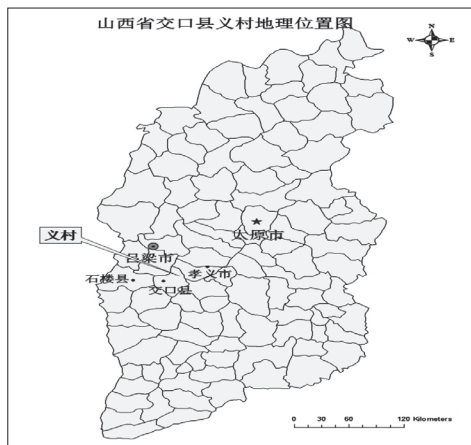 山西省交口县义村地理位置图
N
W E
S
太原市
义村
吕梁市
孝义市
石楼县
交口县
0 30 60 120 Kilometers